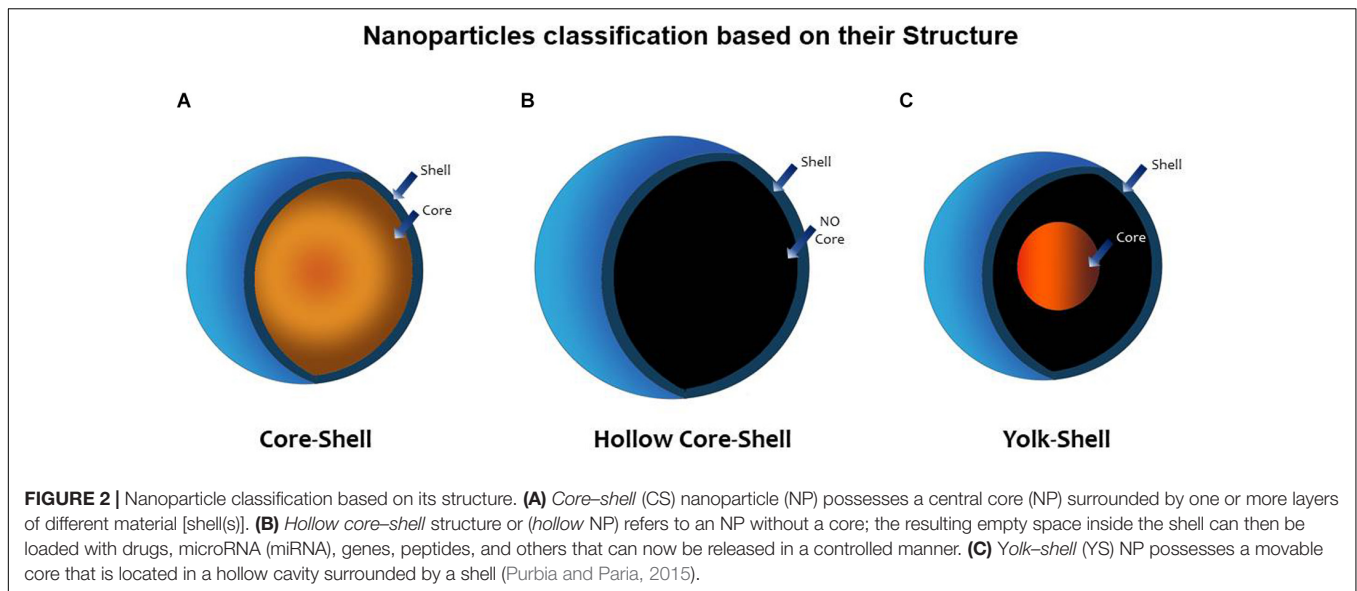 Nanoparticles classification based on their Structure
A
B
C
Shell
Core
Shell
NO
Core
Shell
Core
Core-Shell
Hollow Core-Shell
Yolk-Shell
FIGURE 2 | Nanoparticle classification based on its structure. (A) Core–shell (CS) nanoparticle (NP) possesses a central core (NP) surrounded by one or more layers
of different material [shell(s)]. (B) Hollow core–shell structure or (hollow NP) refers to an NP without a core; the resulting empty space inside the shell can then be
loaded with drugs, microRNA (miRNA), genes, peptides, and others that can now be released in a controlled manner. (C) Yolk–shell (YS) NP possesses a movable
core that is located in a hollow cavity surrounded by a shell (Purbia and Paria, 2015).